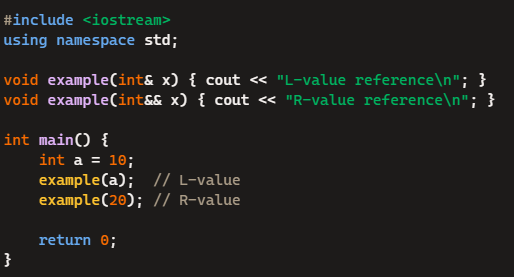 #include <iostream>
using namespace std;
void example(int& x) { cout << "L-value reference\n"; }
void example(int&& x) { cout << "R-value reference\n"; }
int main() {
    int a = 10;
    example(a);  // L-value
    example(20); // R-value
    return 0;
}